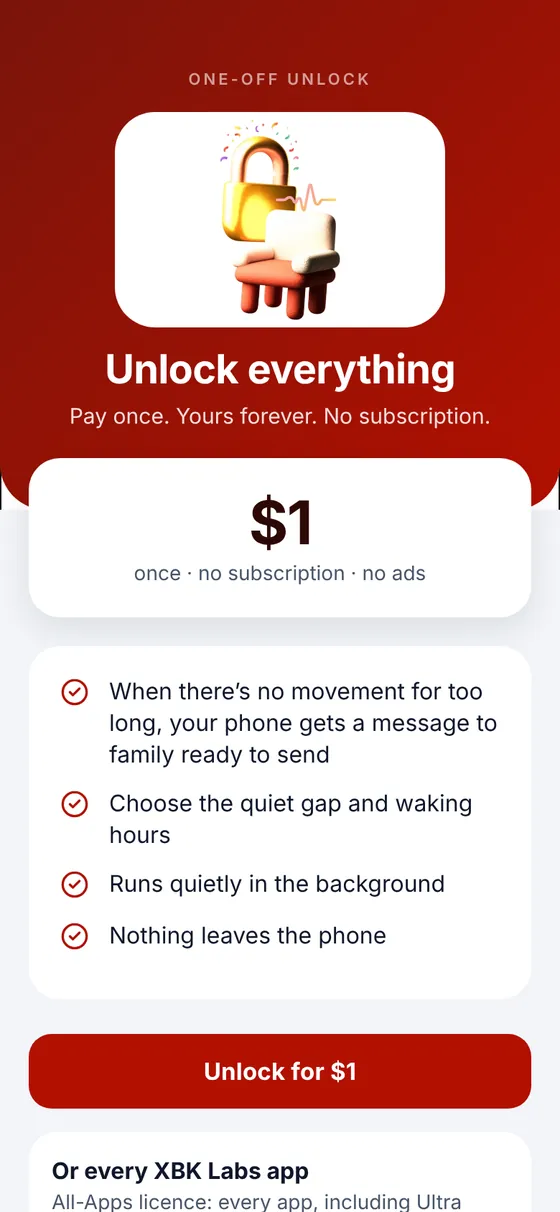 ONE-OFF UNLOCK
Unlock everything
Pay once. Yours forever. No subscription.
$1
once · no subscription · no ads
When there’s no movement for too
long, your phone gets a message to
family ready to send
Choose the quiet gap and waking
hours
Runs quietly in the background
Nothing leaves the phone
Unlock for $1
Or every XBK Labs app
All-Apps licence: every app, including Ultra